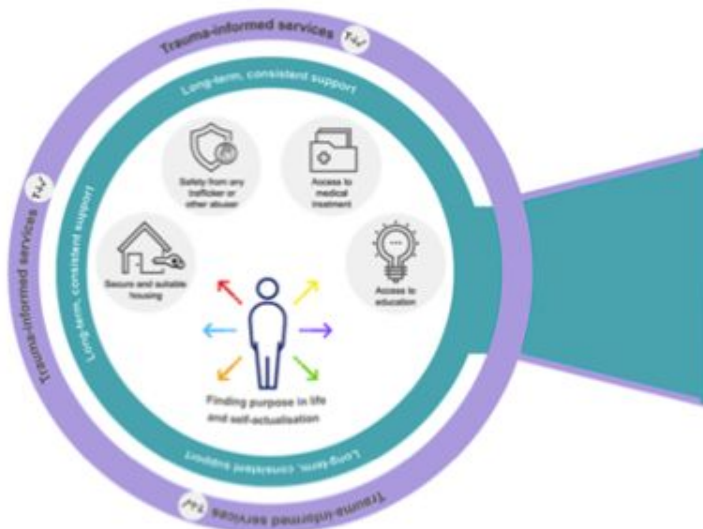 Trauma-informed services
Long-term, consistent support
Safety from any
trafficker or
other abuser
Access to
medical
treatment
Trauma-informed services
Long-term, consistent support
Secure and suitable
housing
Access to
education
Finding purpose in life
and self-actualisation
Long-term, consistent support
Trauma-informed services